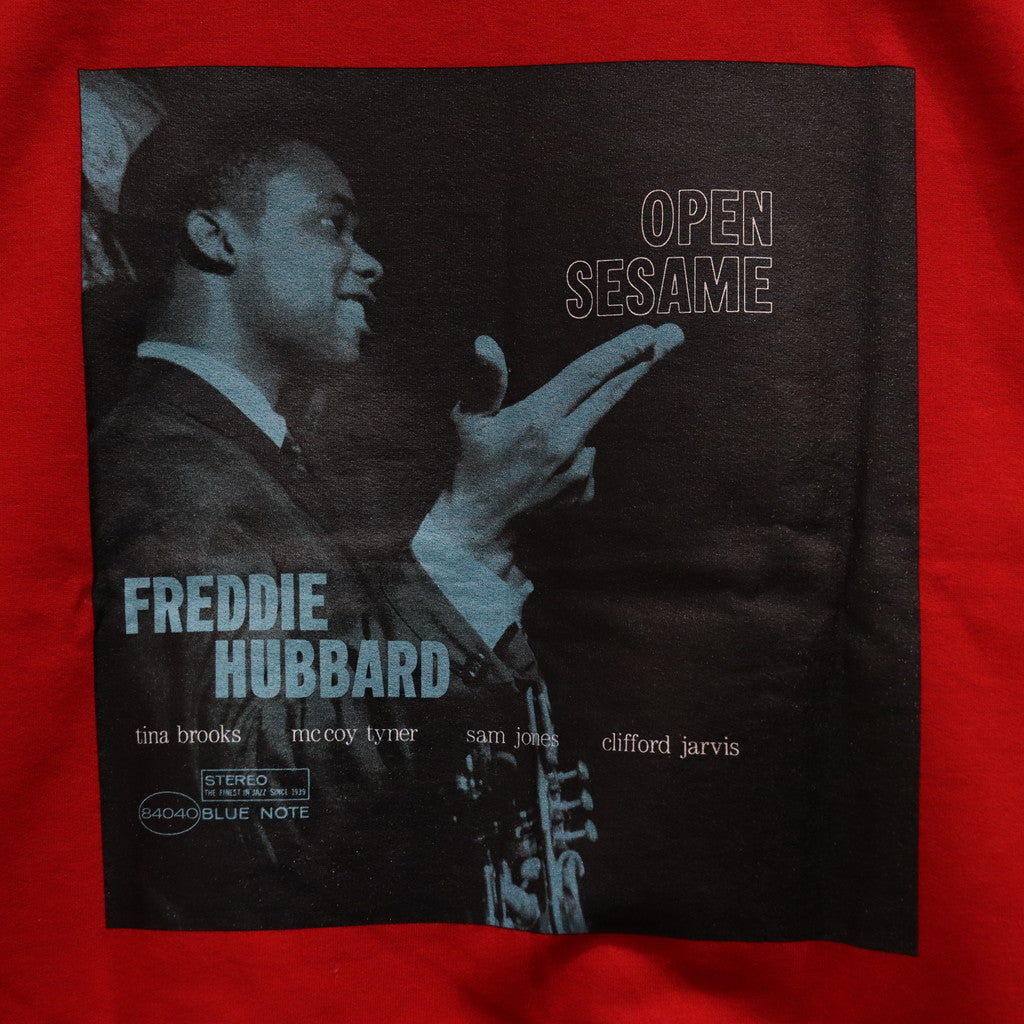 OPEN
SESAME
FREDDIE
HUBBARD
tina brooks mc coy tyner sam jones clifford jarvis
STEREO
THE FINEST IN JAZZ SINCE 1939
84040 BLUE NOTE